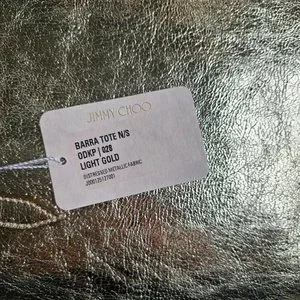 JIMMY CHOO
BARRA TOTE N/S
ODKP | 028
LIGHT GOLD
DISTRESSED METALLIC FABRIC